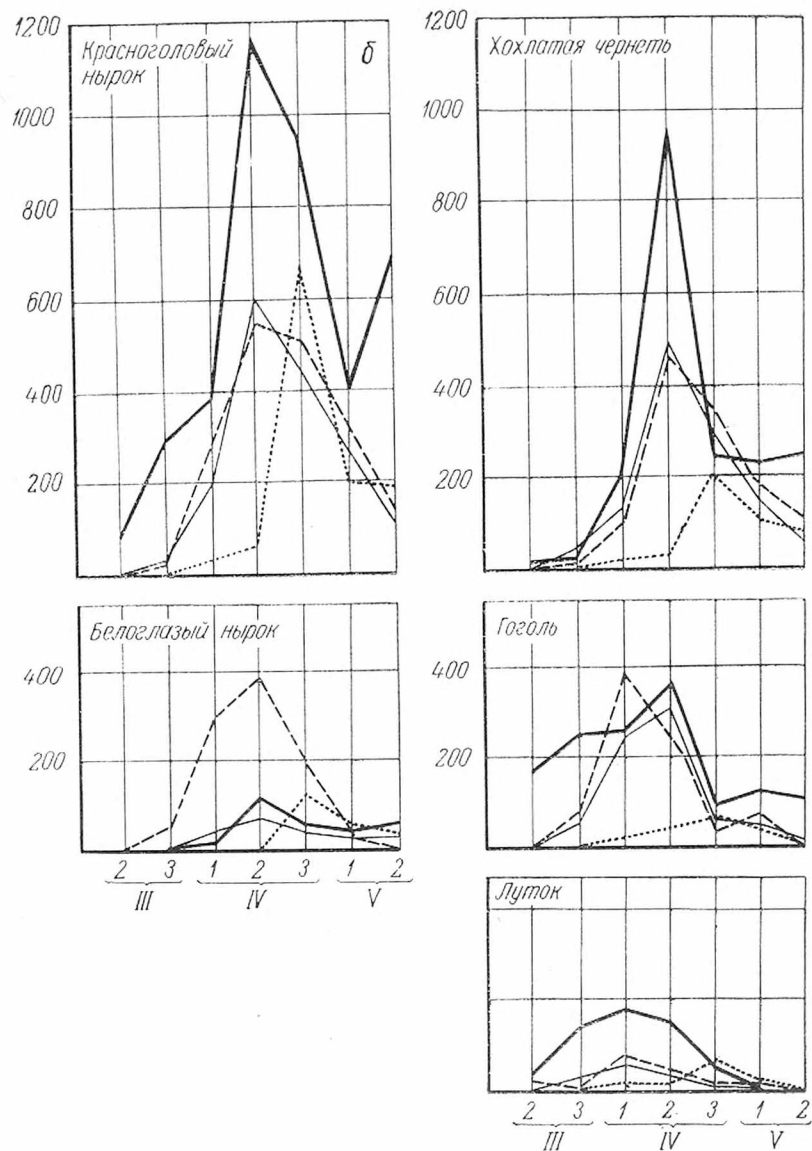 Красноголовый
нырок
б
1200
1000
800
600
400
200
Хохлатая чернеть
1200
1000
800
600
400
200
Белоглазый нырок
400
200
2 3 1 2 3 1 2
III IV V
Гоголь
400
200
Луток
2 3 1 2 3 1 2
III IV V